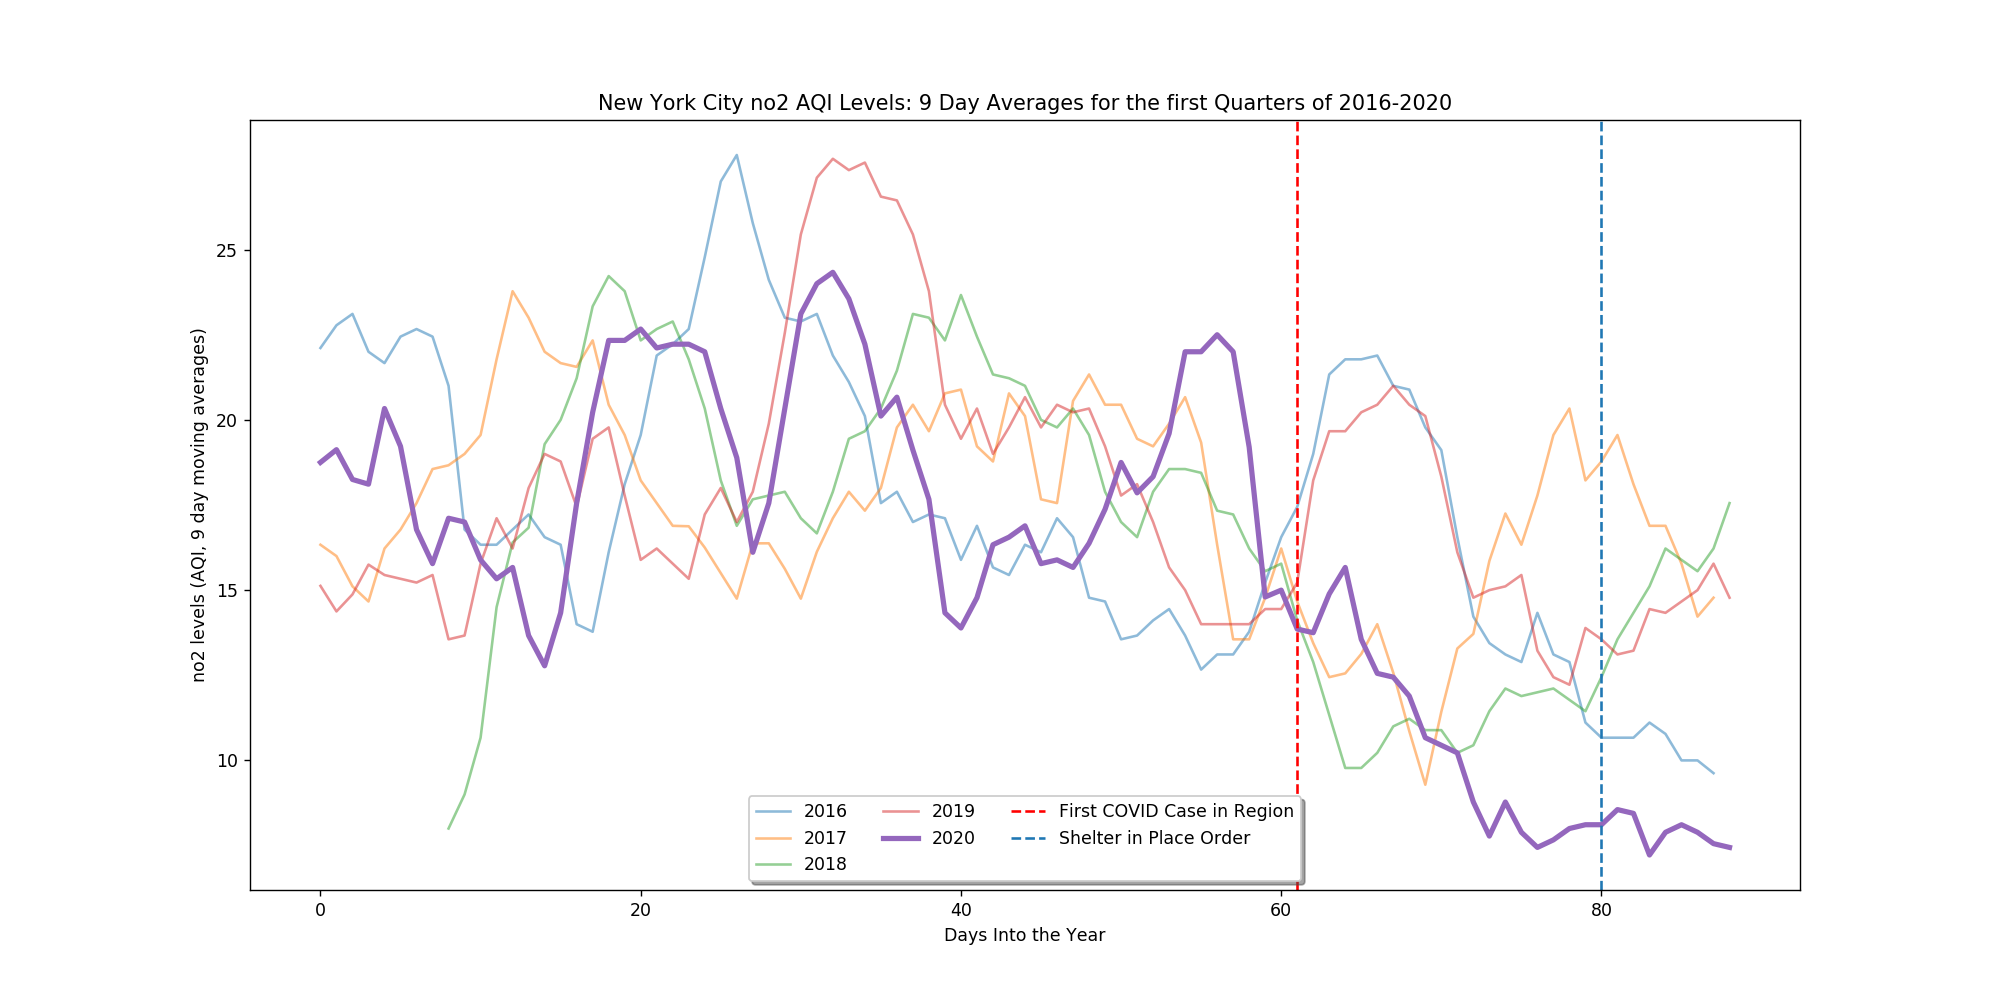 New York City no2 AQI Levels: 9 Day Averages for the first Quarters of 2016-2020
no2 levels (AQI, 9 day moving averages)
25
20
15
10
2016
2017
2018
2019
2020
First COVID Case in Region
Shelter in Place Order
0
20
40
60
80
Days Into the Year